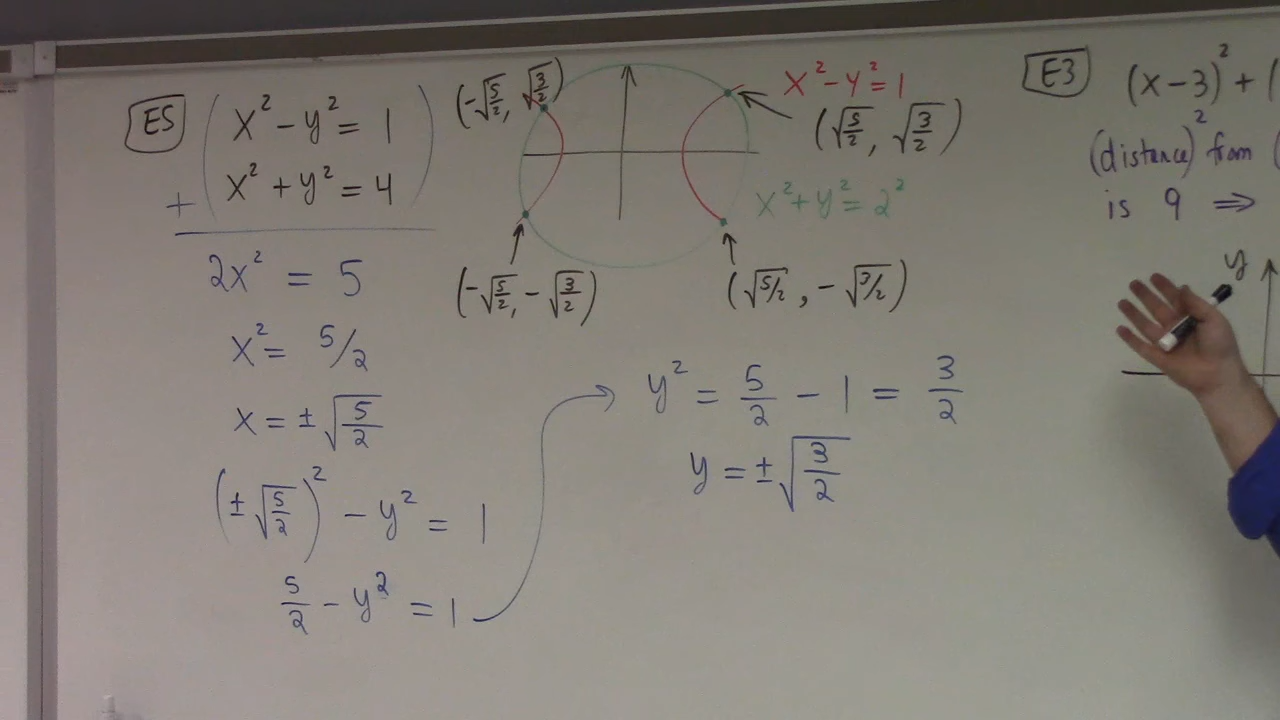 E5
x² - y² = 1
x² + y² = 4
+
2x² = 5
x² = 5/2
x = ±√(5/2)
(±√(5/2))² - y² = 1
5/2 - y² = 1
(-√(5/2), √(3/2))
x² - y² = 1
(√(5/2), √(3/2))
x² + y² = 2²
(-√(5/2), -√(3/2))
(√(5/2), -√(3/2))
y² = 5/2 - 1 = 3/2
y = ±√(3/2)
E3
(x-3)² + (
(distance)² from (
is 9 ⇒
y